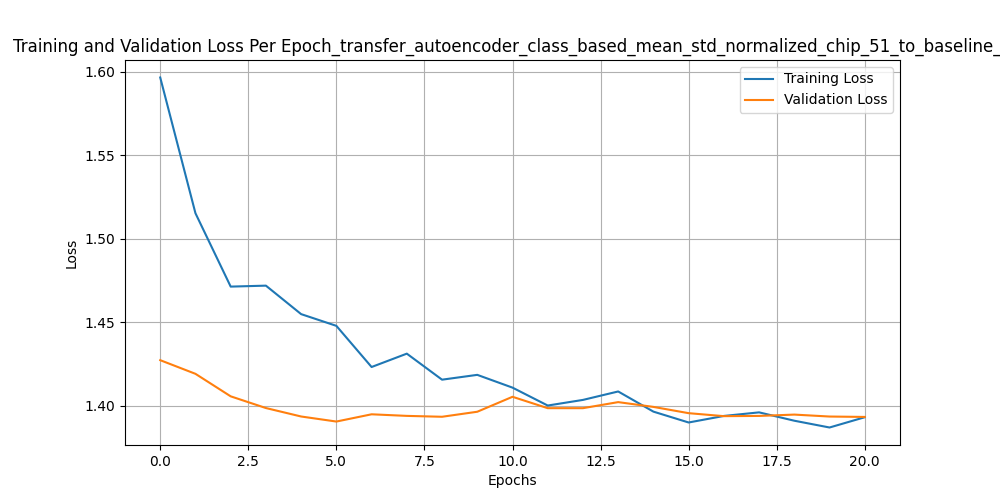 Training and Validation Loss Per Epoch_transfer_autoencoder_class_based_mean_std_normalized_chip_51_to_baseline_
Training Loss
Validation Loss
1.60
1.55
1.50
1.45
1.40
Loss
0.0 2.5 5.0 7.5 10.0 12.5 15.0 17.5 20.0
Epochs